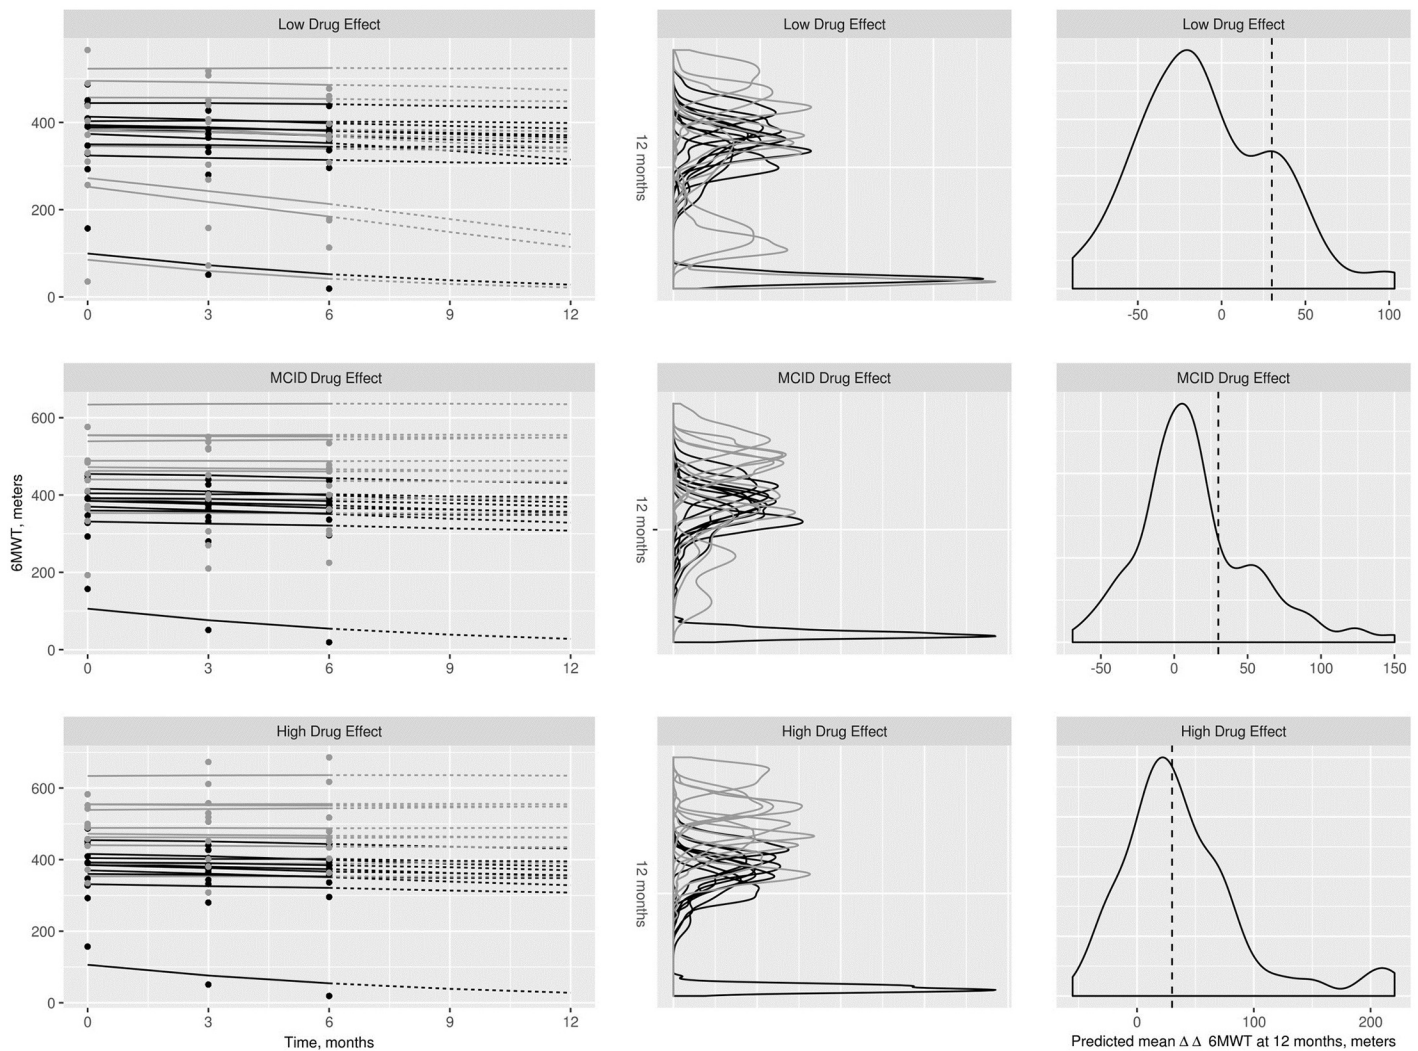 Low Drug Effect
Low Drug Effect
Low Drug Effect
400
200
0
0 3 6 9 12
12 months
-50 0 50 100
MCID Drug Effect
MCID Drug Effect
MCID Drug Effect
6MWT, meters
600
400
200
0
0 3 6 9 12
12 months
-50 0 50 100 150
High Drug Effect
High Drug Effect
High Drug Effect
600
400
200
0
0 3 6 9 12
12 months
0 100 200
Time, months
Predicted mean Δ Δ 6MWT at 12 months, meters